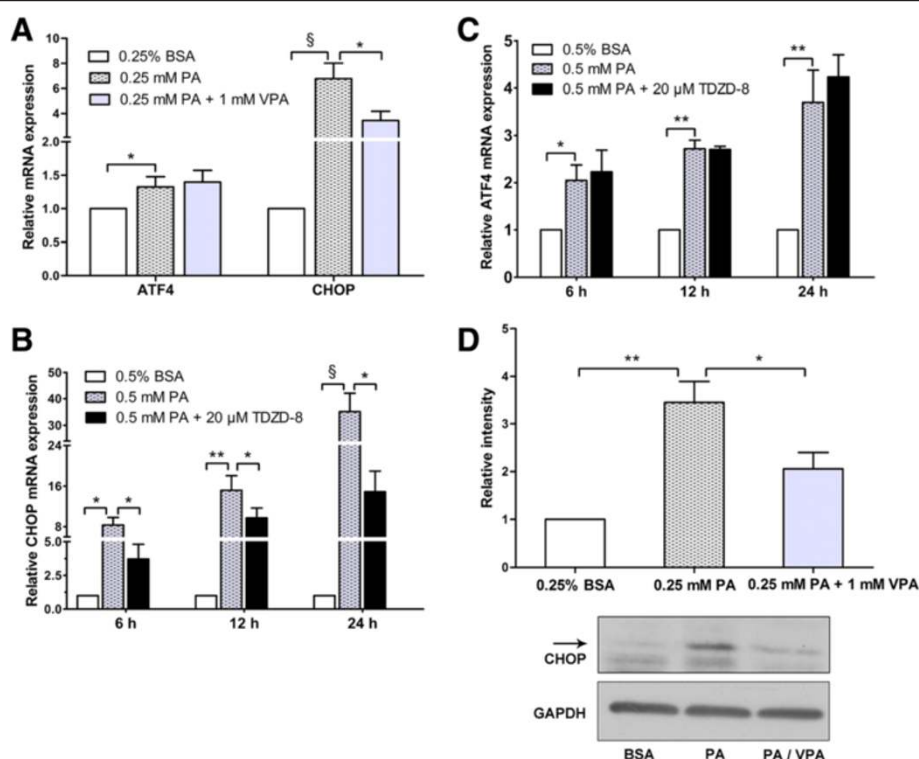 A
Relative mRNA expression
10
8
6
4
2.0
1.5
1.0
0.5
0.0
0.25% BSA
0.25 mM PA
0.25 mM PA + 1 mM VPA
*
§
*
ATF4
CHOP
B
Relative CHOP mRNA expression
50
40
30
24
16
8
5.0
2.5
0.0
0.5% BSA
0.5 mM PA
0.5 mM PA + 20 µM TDZD-8
*
*
**
*
§
*
6 h
12 h
24 h
C
Relative ATF4 mRNA expression
5
4
3
2
1
0
0.5% BSA
0.5 mM PA
0.5 mM PA + 20 µM TDZD-8
*
**
**
6 h
12 h
24 h
D
Relative intensity
5
4
3
2
1
0
**
*
0.25% BSA
0.25 mM PA
0.25 mM PA + 1 mM VPA
CHOP
GAPDH
BSA
PA
PA / VPA